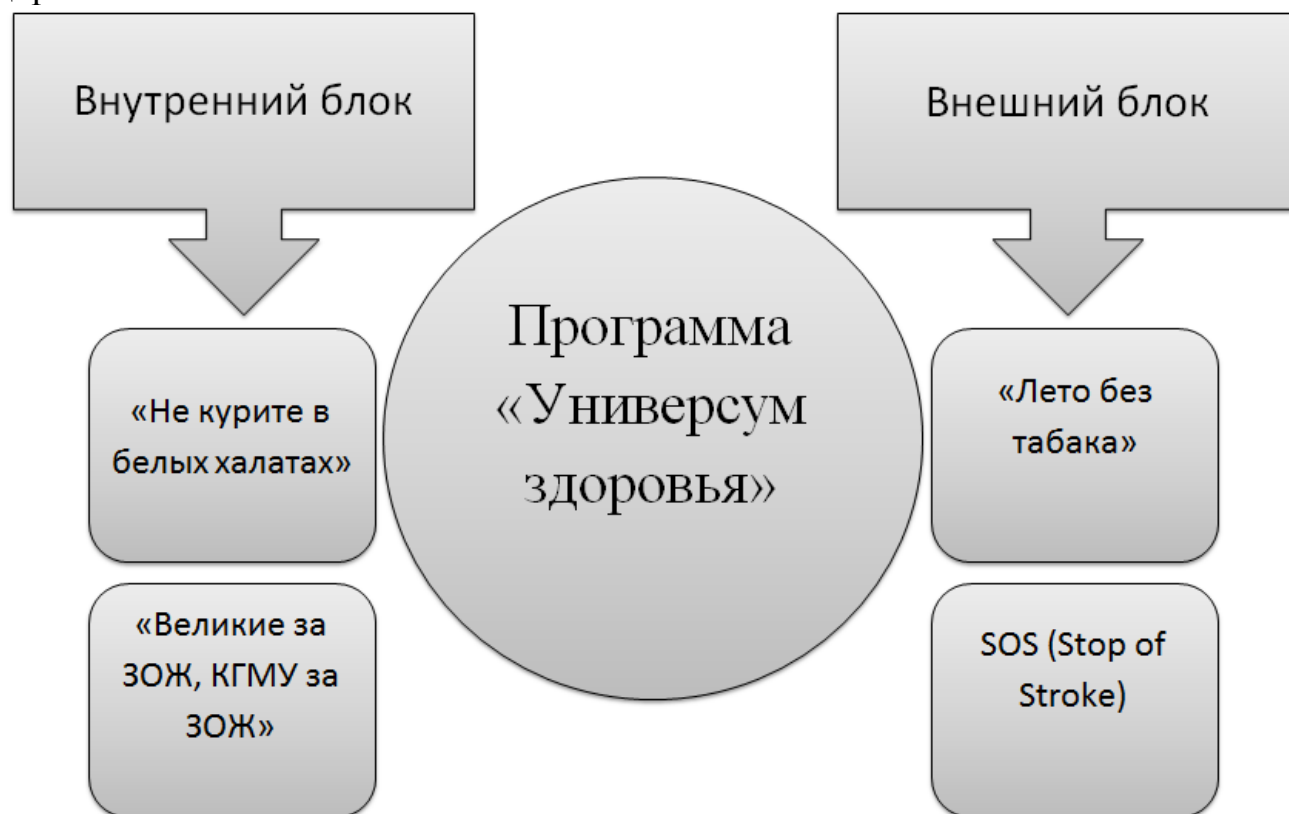 Внутренний блок
Внешний блок
Программа
«Универсум
здоровья»
«Не курите в
белых халатах»
«Великие за
ЗОЖ, КГМУ за
ЗОЖ»
«Лето без
табака»
SOS (Stop of
Stroke)